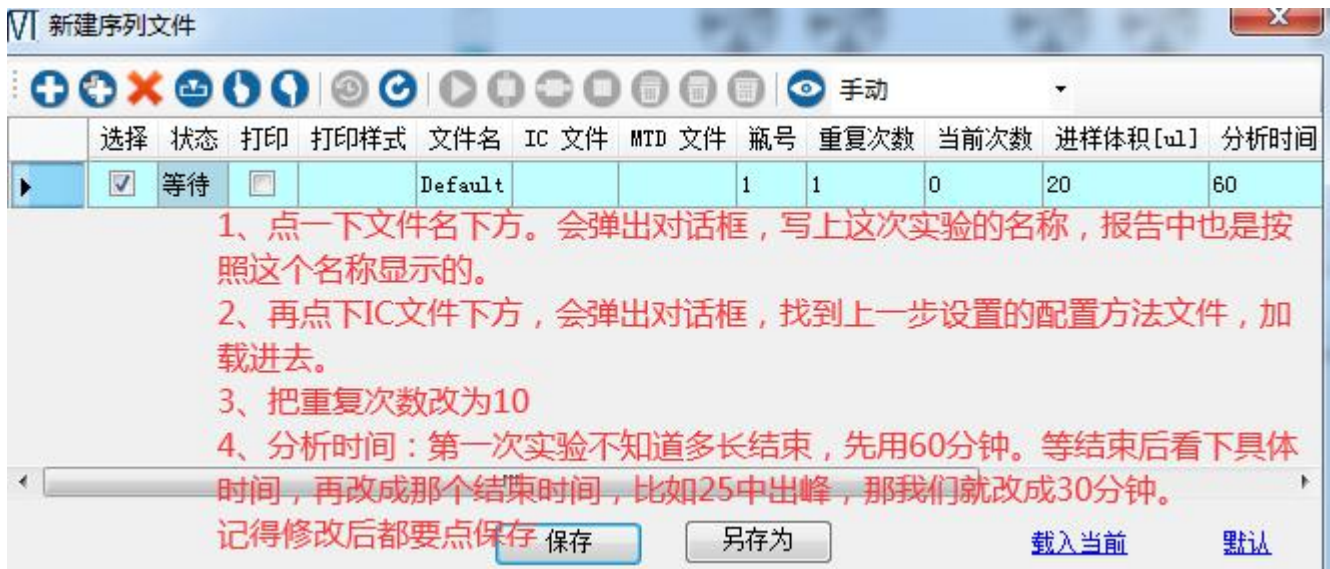 新建序列文件
手动
选择 状态 打印 打印样式 文件名 IC 文件 MTD 文件 瓶号 重复次数 当前次数 进样体积[ul] 分析时间
等待 Default 1 1 0 20 60
1、点一下文件名下方。会弹出对话框，写上这次实验的名称，报告中也是按
照这个名称显示的。
2、再点下IC文件下方，会弹出对话框，找到上一步设置的配置方法文件，加
载进去。
3、把重复次数改为10
4、分析时间：第一次实验不知道多长结束，先用60分钟。等结束后看下具体
时间，再改成那个结束时间，比如25中出峰，那我们就改成30分钟。
记得修改后都要点保存
保存 另存为 载入当前 默认